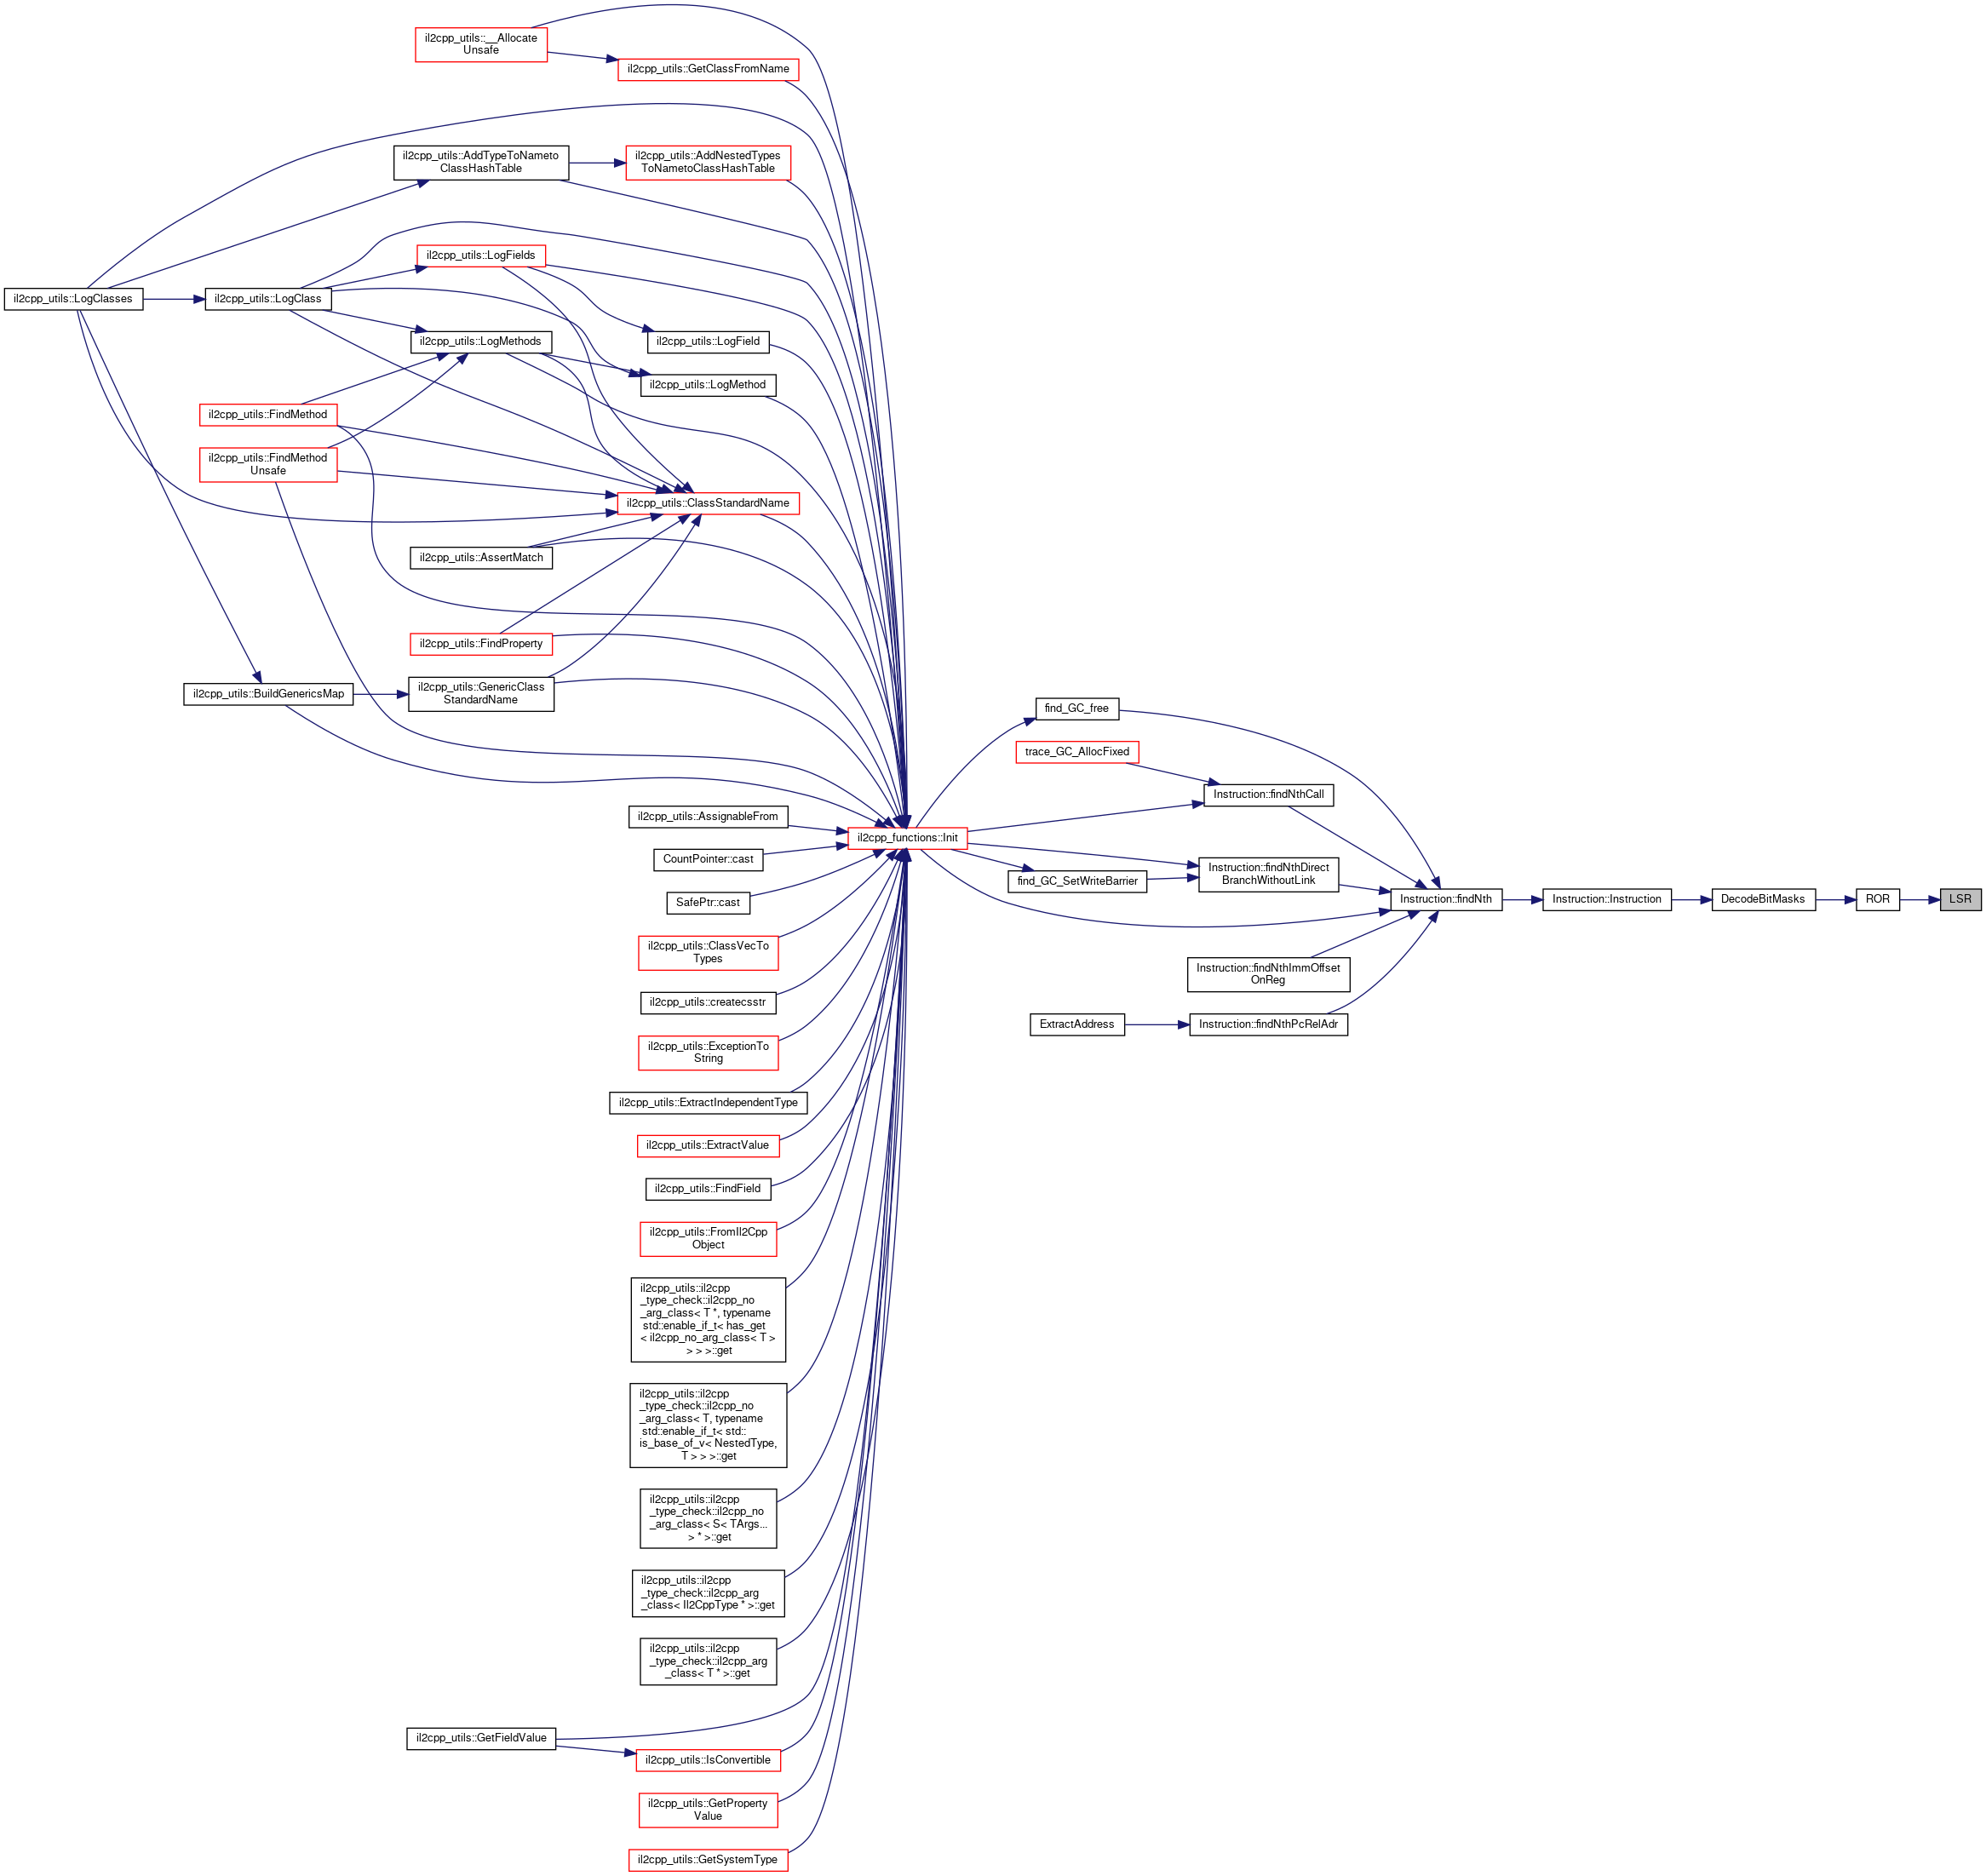 il2cpp_utils::__Allocate
Unsafe
il2cpp_utils::GetClassFromName
il2cpp_utils::AddTypeToNameto
ClassHashTable
il2cpp_utils::AddNestedTypes
ToNametoClassHashTable
il2cpp_utils::LogFields
il2cpp_utils::LogClasses
il2cpp_utils::LogClass
il2cpp_utils::LogMethods
il2cpp_utils::LogField
il2cpp_utils::LogMethod
il2cpp_utils::FindMethod
il2cpp_utils::FindMethod
Unsafe
il2cpp_utils::ClassStandardName
il2cpp_utils::AssertMatch
il2cpp_utils::FindProperty
il2cpp_utils::BuildGenericsMap
il2cpp_utils::GenericClass
StandardName
find_GC_free
trace_GC_AllocFixed
Instruction::findNthCall
il2cpp_utils::AssignableFrom
il2cpp_functions::Init
CountPointer::cast
find_GC_SetWriteBarrier
Instruction::findNthDirect
BranchWithoutLink
SafePtr::cast
Instruction::findNth
Instruction::Instruction
DecodeBitMasks
ROR
LSR
il2cpp_utils::ClassVecTo
Types
Instruction::findNthImmOffset
OnReg
il2cpp_utils::createcsstr
ExtractAddress
Instruction::findNthPcRelAdr
il2cpp_utils::ExceptionTo
String
il2cpp_utils::ExtractIndependentType
il2cpp_utils::ExtractValue
il2cpp_utils::FindField
il2cpp_utils::FromIl2Cpp
Object
il2cpp_utils::il2cpp
_type_check::il2cpp_no
_arg_class< T *, typename
std::enable_if_t< has_get
< il2cpp_no_arg_class< T >
> > >::get
il2cpp_utils::il2cpp
_type_check::il2cpp_no
_arg_class< T, typename
std::enable_if_t< std::
is_base_of_v< NestedType,
T > > >::get
il2cpp_utils::il2cpp
_type_check::il2cpp_no
_arg_class< S< TArgs...
> * >::get
il2cpp_utils::il2cpp
_type_check::il2cpp_arg
_class< Il2CppType * >::get
il2cpp_utils::il2cpp
_type_check::il2cpp_arg
_class< T * >::get
il2cpp_utils::GetFieldValue
il2cpp_utils::IsConvertible
il2cpp_utils::GetProperty
Value
il2cpp_utils::GetSystemType